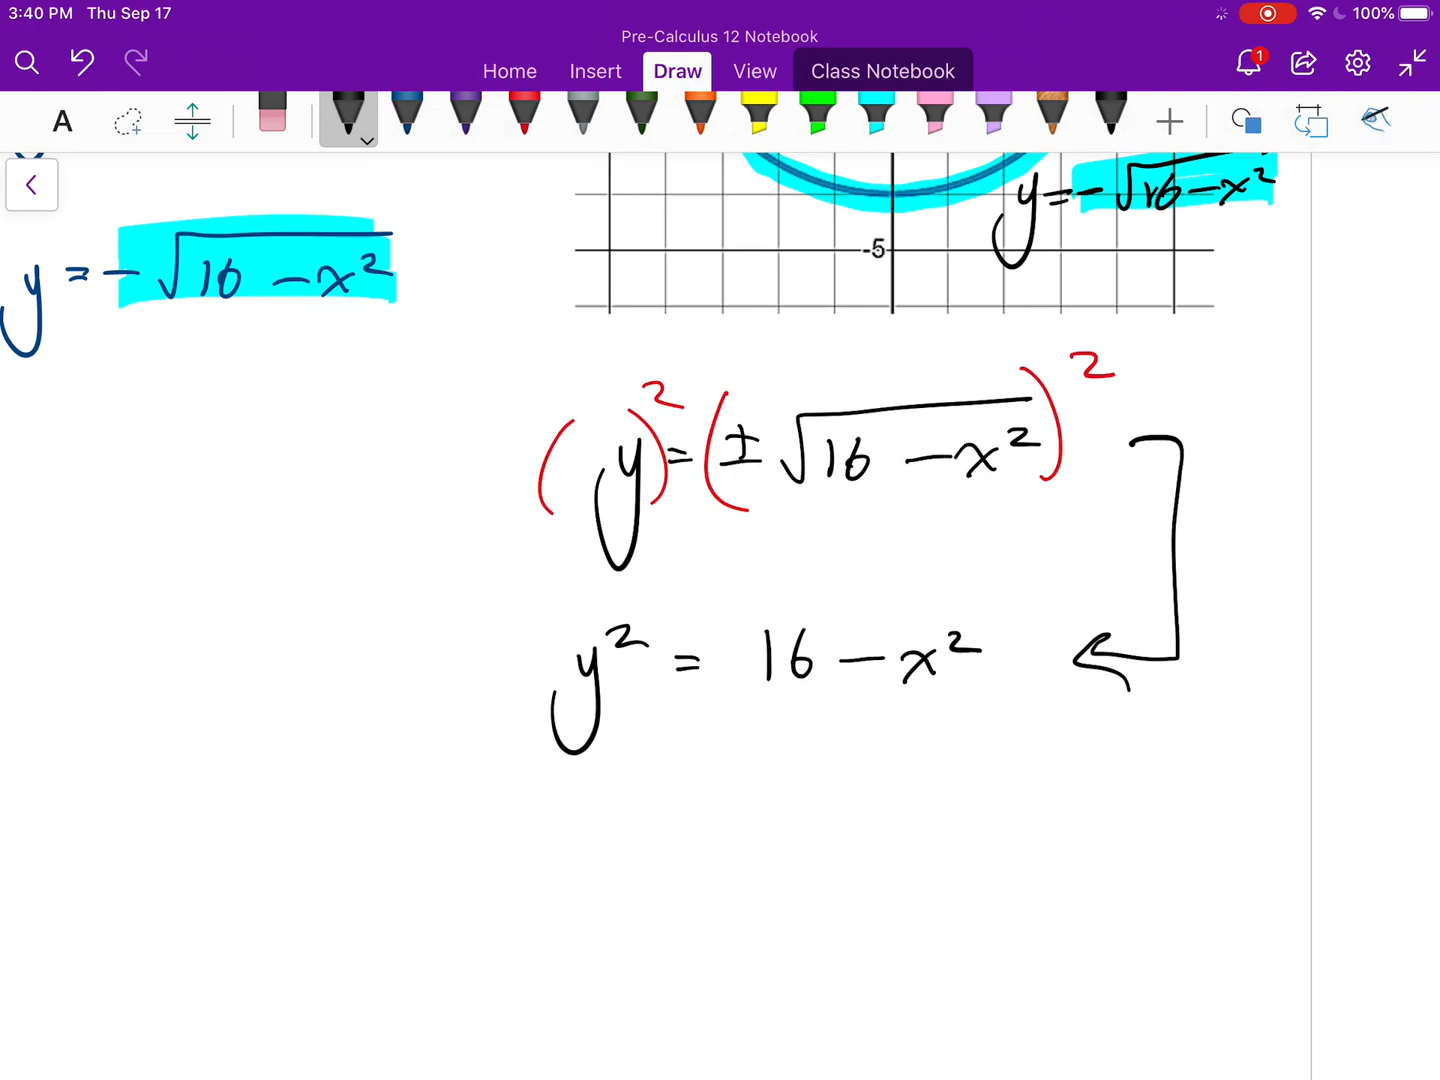 3:40 PM Thu Sep 17
100%
Pre-Calculus 12 Notebook
Home Insert Draw View Class Notebook
1
A
y = -√(16 - x²)
-5
y = -√(16 - x²)
(y)² = (± √(16 - x²))²
y² = 16 - x²